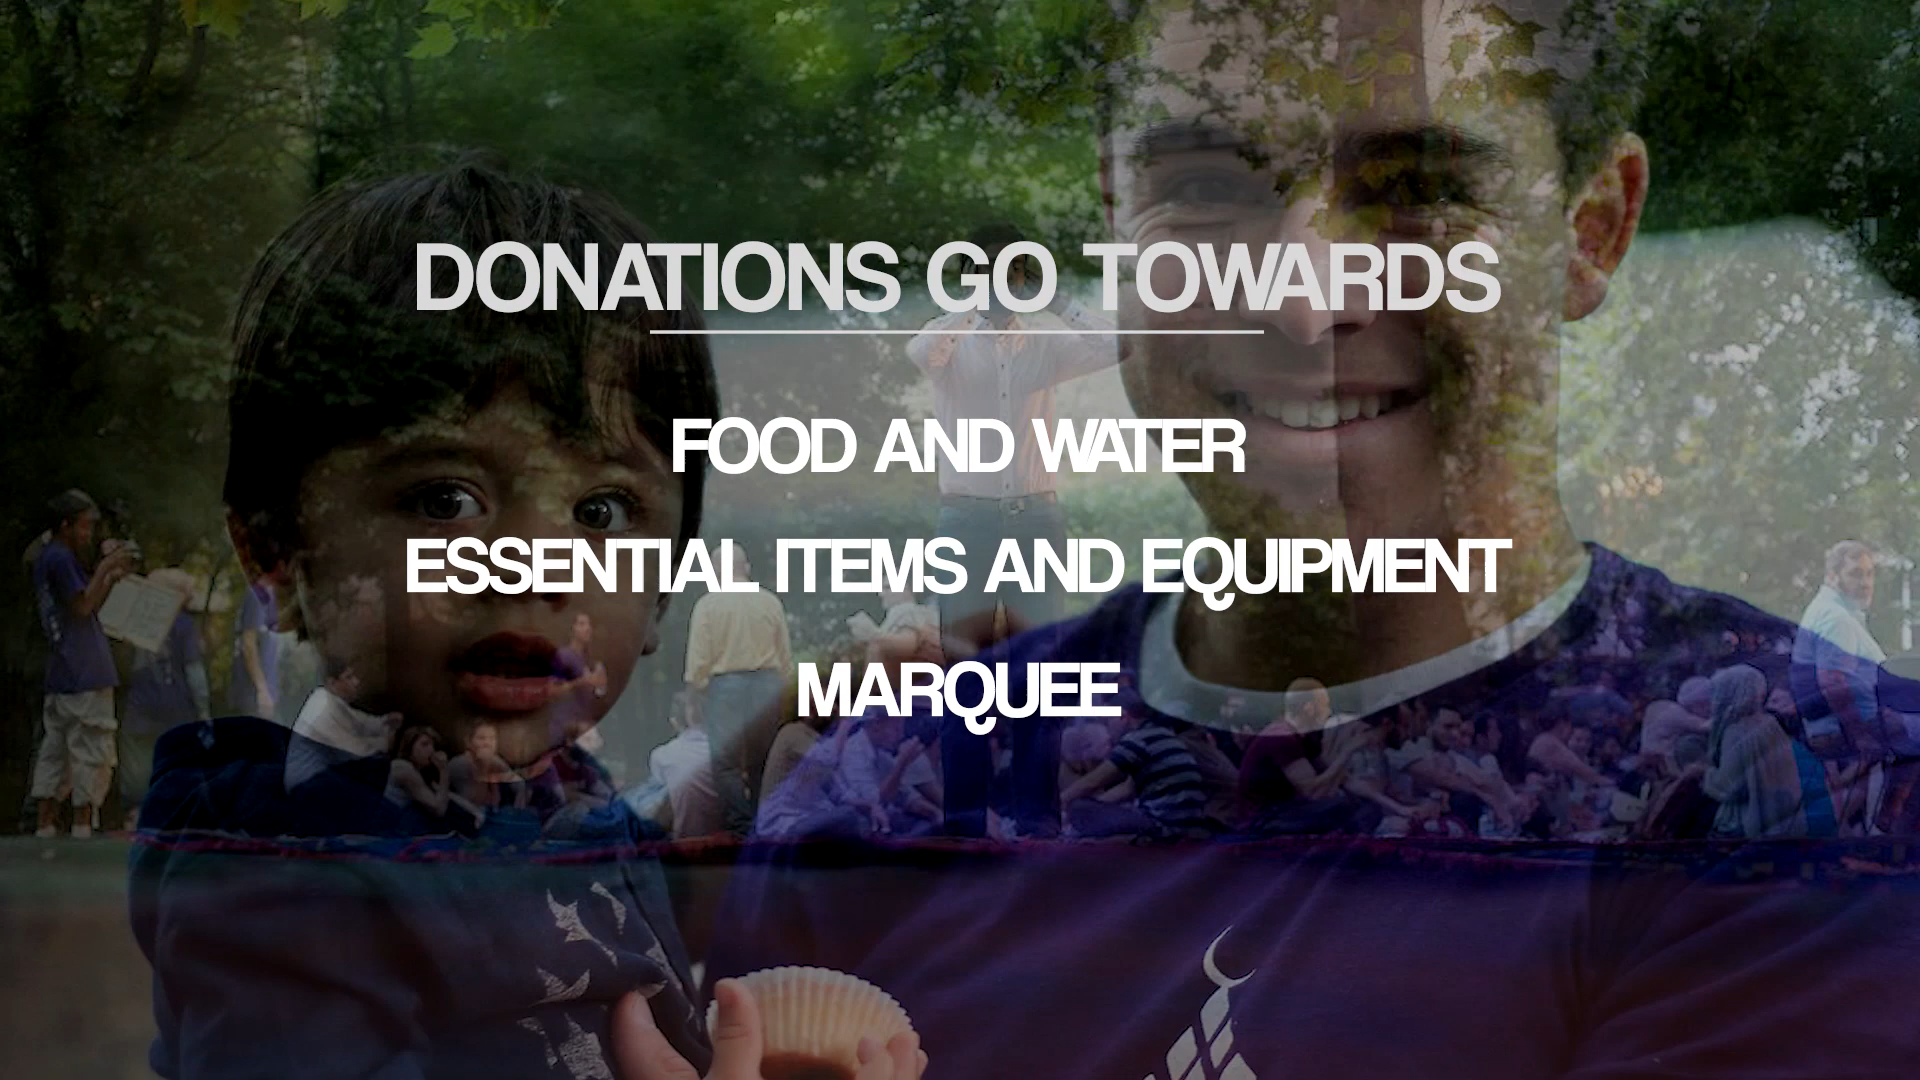 DONATIONS GO TOWARDS
FOOD AND WATER
ESSENTIAL ITEMS AND EQUIPMENT
MARQUEE